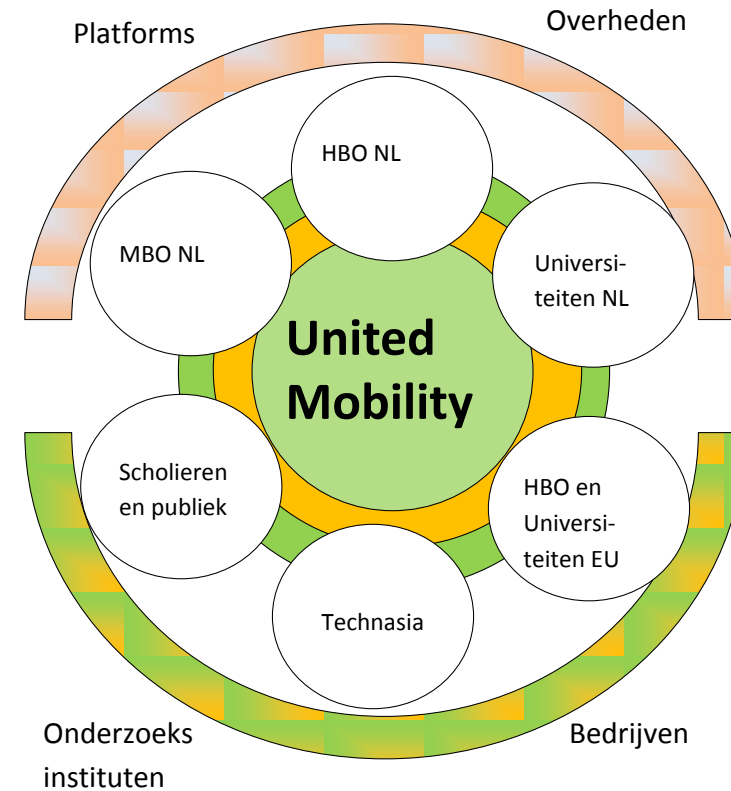 Platforms
Overheden
HBO NL
MBO NL
Universi-
teiten NL
United
Mobility
Scholieren
en publiek
HBO en
Universi-
teiten EU
Technasia
Onderzoeks
instituten
Bedrijven